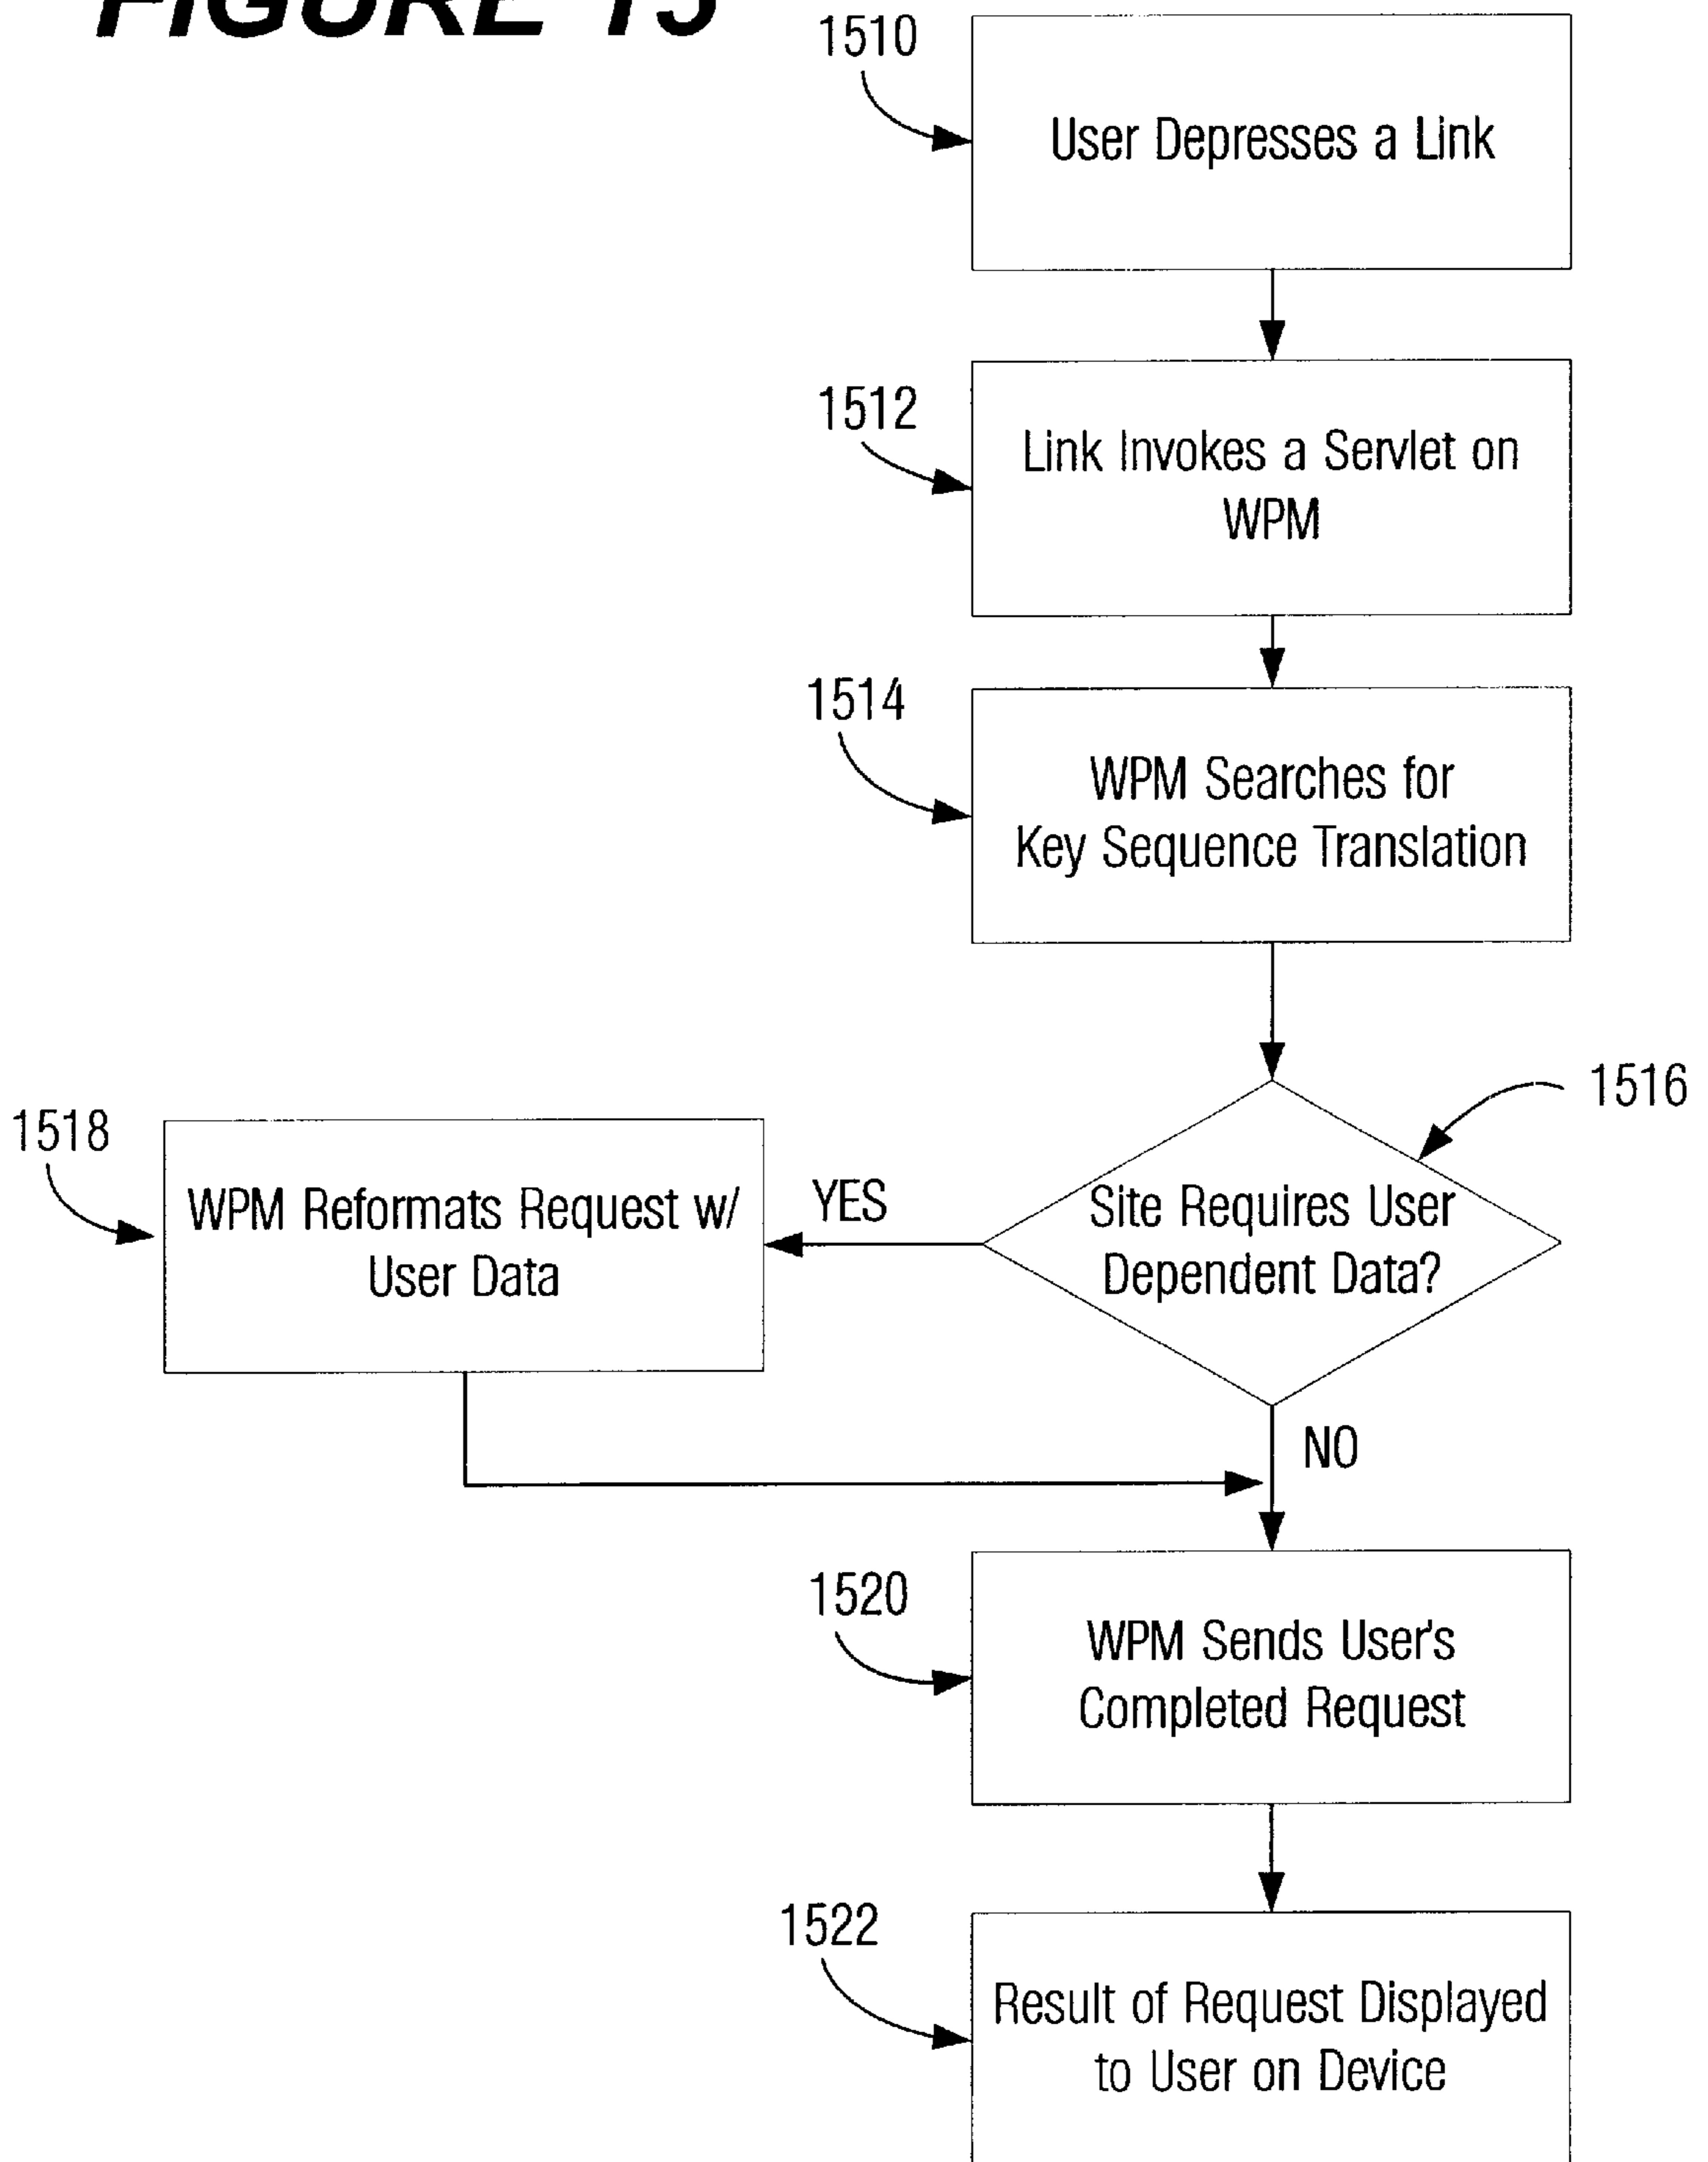 FIGURE 15
1510
User Depresses a Link
1512
Link Invokes a Servlet on
WPM
1514
WPM Searches for
Key Sequence Translation
1516
Site Requires User
Dependent Data?
YES
1518
WPM Reformats Request w/
User Data
NO
1520
WPM Sends User's
Completed Request
1522
Result of Request Displayed
to User on Device